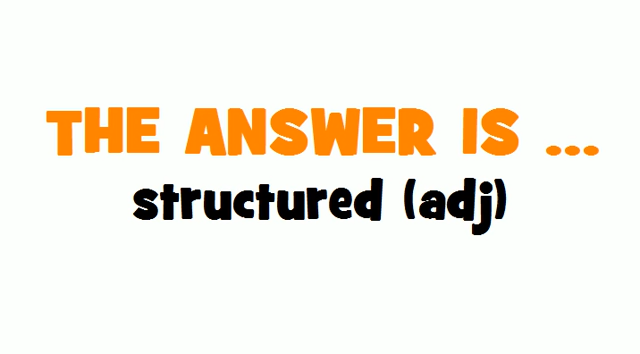 THE ANSWER IS ...
structured (adj)